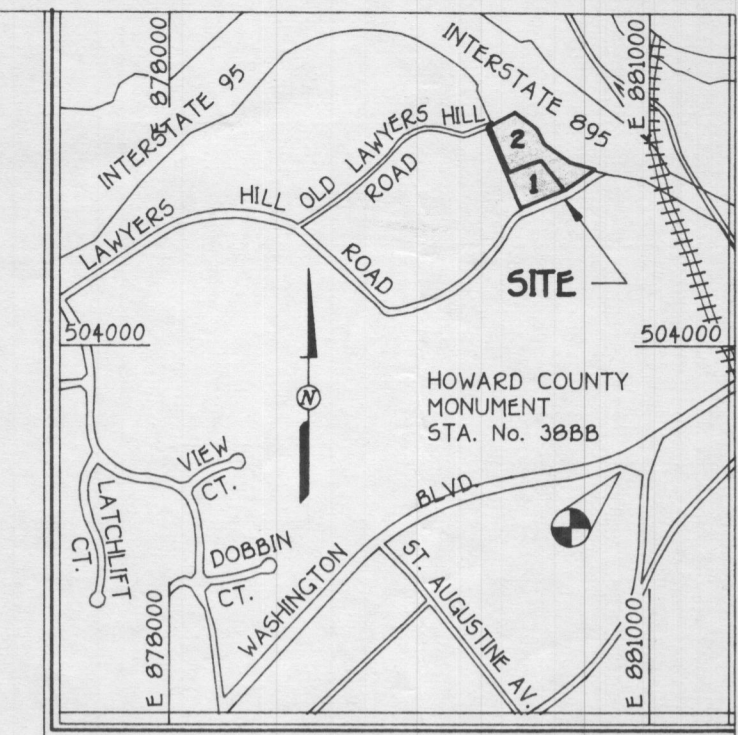 E 878000
INTERSTATE 95
INTERSTATE 895
E 881000
OLD LAWYERS HILL
ROAD
2
1
LAWYERS HILL
ROAD
SITE
504000
504000
N
HOWARD COUNTY
MONUMENT
STA. No. 38BB
VIEW
CT.
LATCHLIFT
CT.
DOBBIN
CT.
WASHINGTON BLVD.
ST. AUGUSTINE AV.
E 878000
E 881000